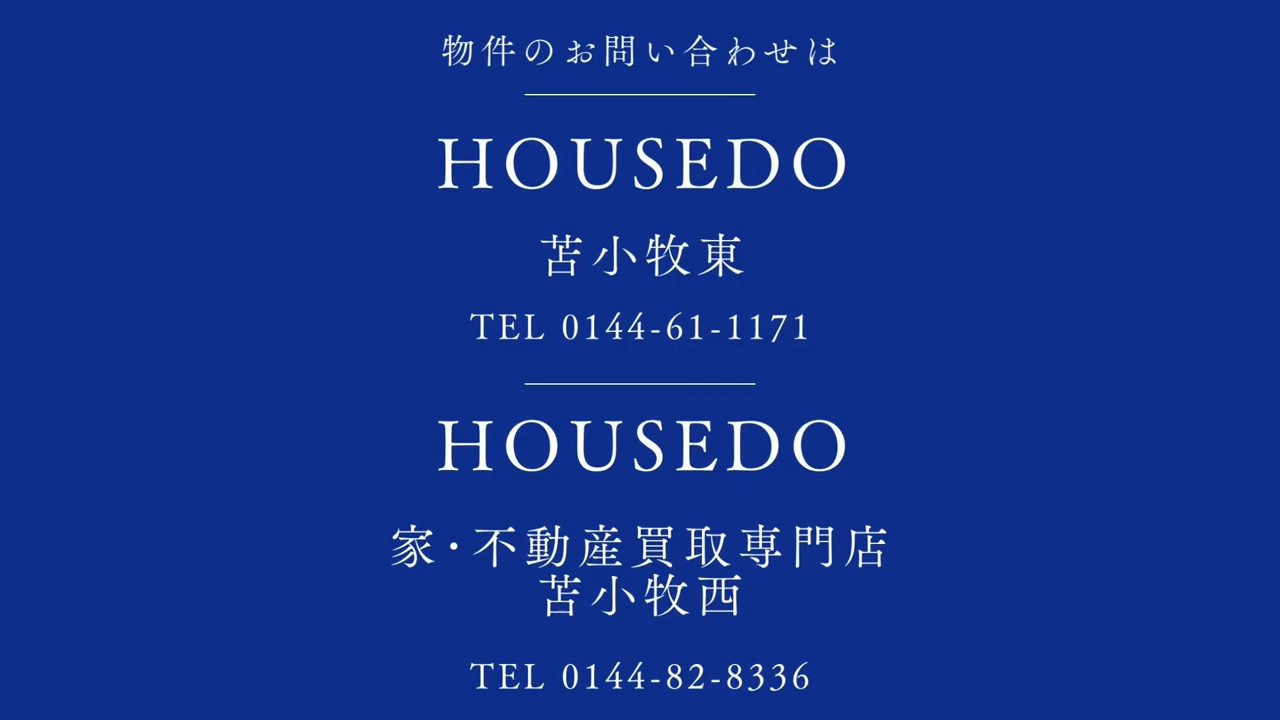 物件のお問い合わせは
HOUSEDO
苫小牧東
TEL 0144-61-1171
HOUSEDO
家・不動産買取専門店
苫小牧西
TEL 0144-82-8336